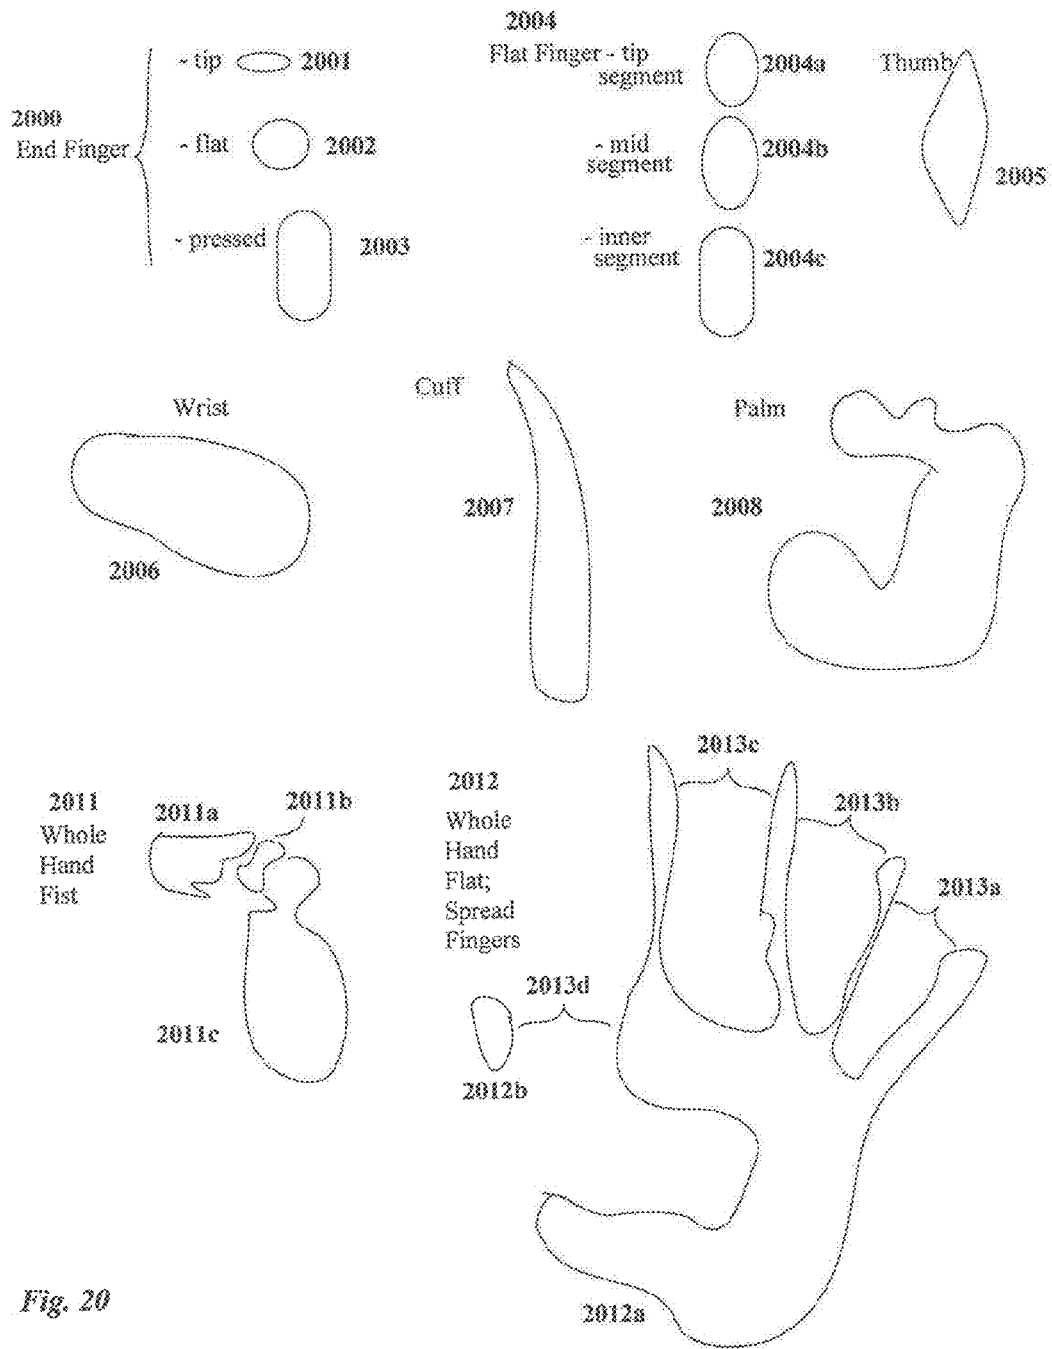 2000
End Finger
- tip 2001
- flat 2002
- pressed 2003
2004
Flat Finger - tip
segment
2004a
- mid
segment
2004b
- inner
segment
2004c
Thumb
2005
Wrist
2006
Cuff
2007
Palm
2008
2011
Whole
Hand
Fist
2011a
2011b
2011c
2012
Whole
Hand
Flat;
Spread
Fingers
2013c
2013b
2013a
2013d
2012b
2012a
Fig. 20